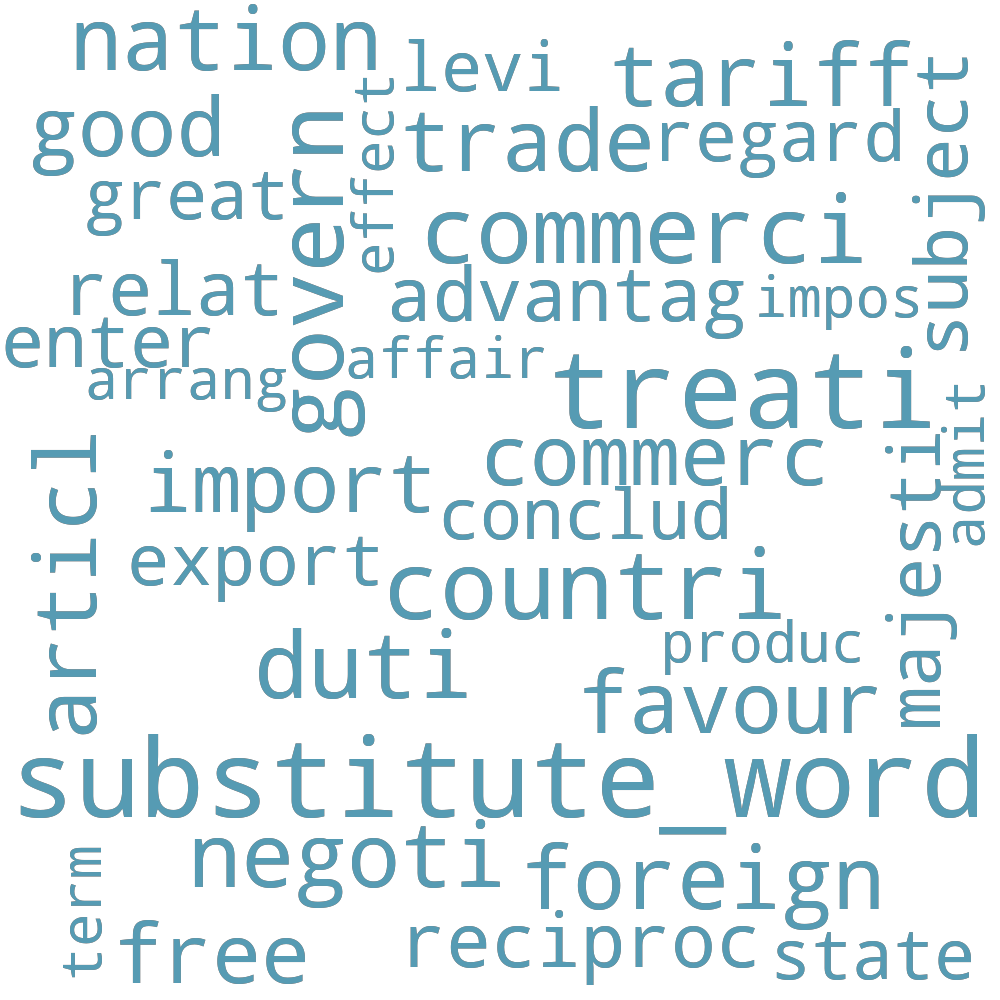 nation
levi
tariff
subject
good
govern
effect
trade
regard
great
commerci
relat
advantag
impos
enter
affair
arrang
treati
admit
articl
import
commerc
majesti
conclud
export
countri
duti
produc
favour
substitute_word
negoti
foreign
term
free
reciproc
state